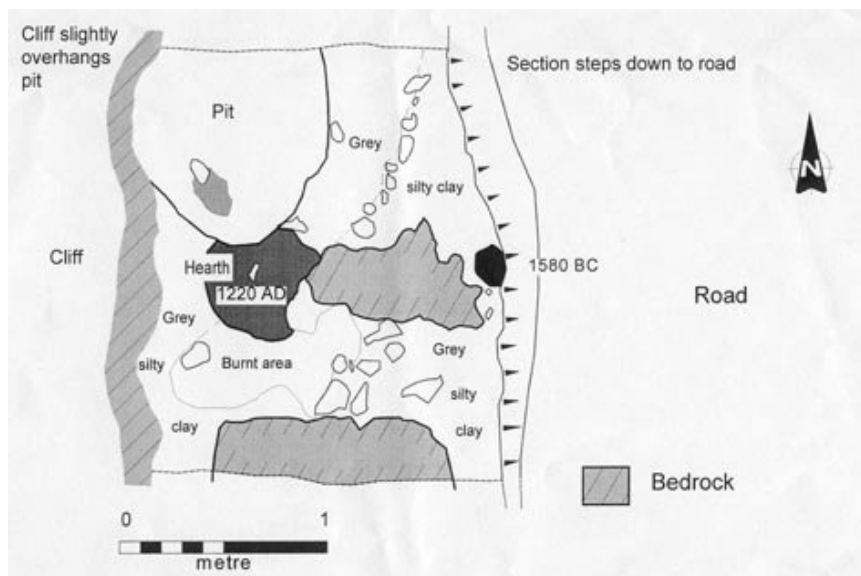 Cliff slightly
overhangs
pit
Section steps down to road
Pit
Grey
silty clay
N
Cliff
Hearth
1220 AD
1580 BC
Road
Grey
silty
clay
Burnt area
Grey
silty
clay
Bedrock
0 1
metre